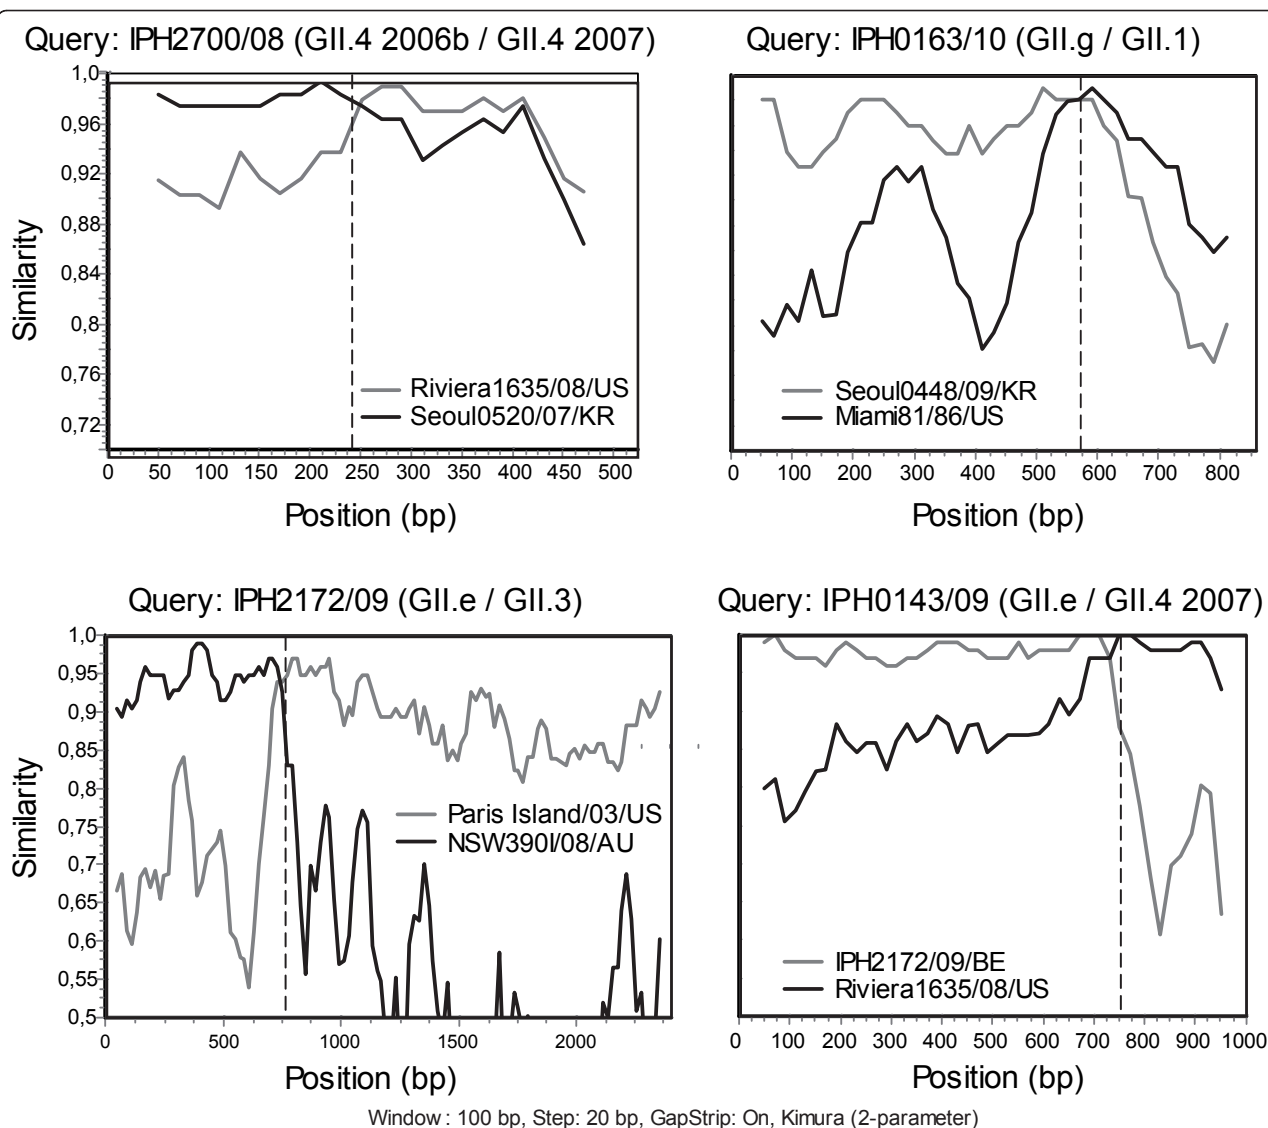 Query: IPH2700/08 (GII.4 2006b / GII.4 2007)
Similarity
1,0
0,96
0,92
0,88
0,84
0,8
0,76
0,72
Riviera1635/08/US
Seoul0520/07/KR
0 50 100 150 200 250 300 350 400 450 500
Position (bp)
Query: IPH0163/10 (GII.g / GII.1)
Seoul0448/09/KR
Miami81/86/US
0 100 200 300 400 500 600 700 800
Position (bp)
Query: IPH2172/09 (GII.e / GII.3)
Similarity
1,0
0,95
0,9
0,85
0,8
0,75
0,7
0,65
0,6
0,55
0,5
Paris Island/03/US
NSW390I/08/AU
0 500 1000 1500 2000
Position (bp)
Query: IPH0143/09 (GII.e / GII.4 2007)
IPH2172/09/BE
Riviera1635/08/US
0 100 200 300 400 500 600 700 800 900 1000
Position (bp)
Window : 100 bp, Step: 20 bp, GapStrip: On, Kimura (2-parameter)